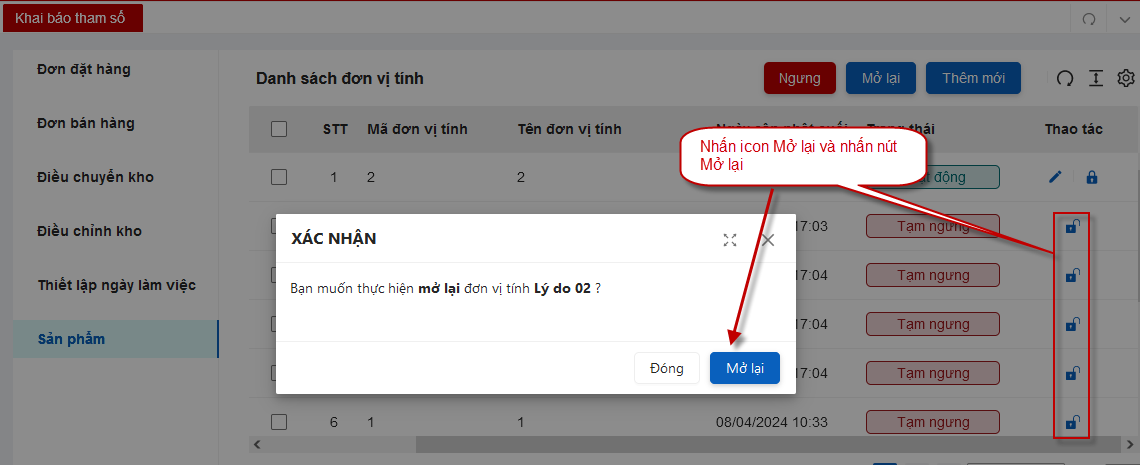 Khai báo tham số
Đơn đặt hàng
Đơn bán hàng
Điều chuyển kho
Điều chỉnh kho
Thiết lập ngày làm việc
Sản phẩm
Danh sách đơn vị tính
Ngưng Mở lại Thêm mới
STT Mã đơn vị tính Tên đơn vị tính Thao tác
Nhấn icon Mở lại và nhấn nút
Mở lại
1 2 2
17:03 Tạm ngưng
17:04 Tạm ngưng
17:04 Tạm ngưng
17:04 Tạm ngưng
6 1 1 08/04/2024 10:33 Tạm ngưng
XÁC NHẬN
Bạn muốn thực hiện mở lại đơn vị tính Lý do 02 ?
Đóng Mở lại